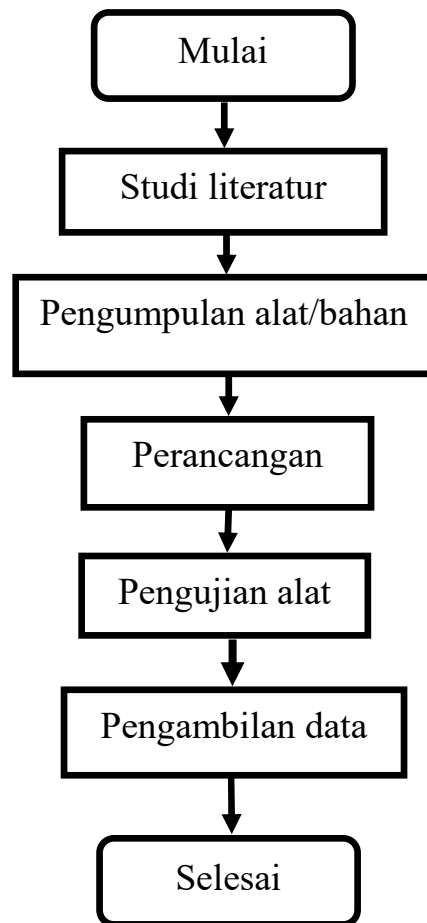 Mulai
Studi literatur
Pengumpulan alat/bahan
Perancangan
Pengujian alat
Pengambilan data
Selesai